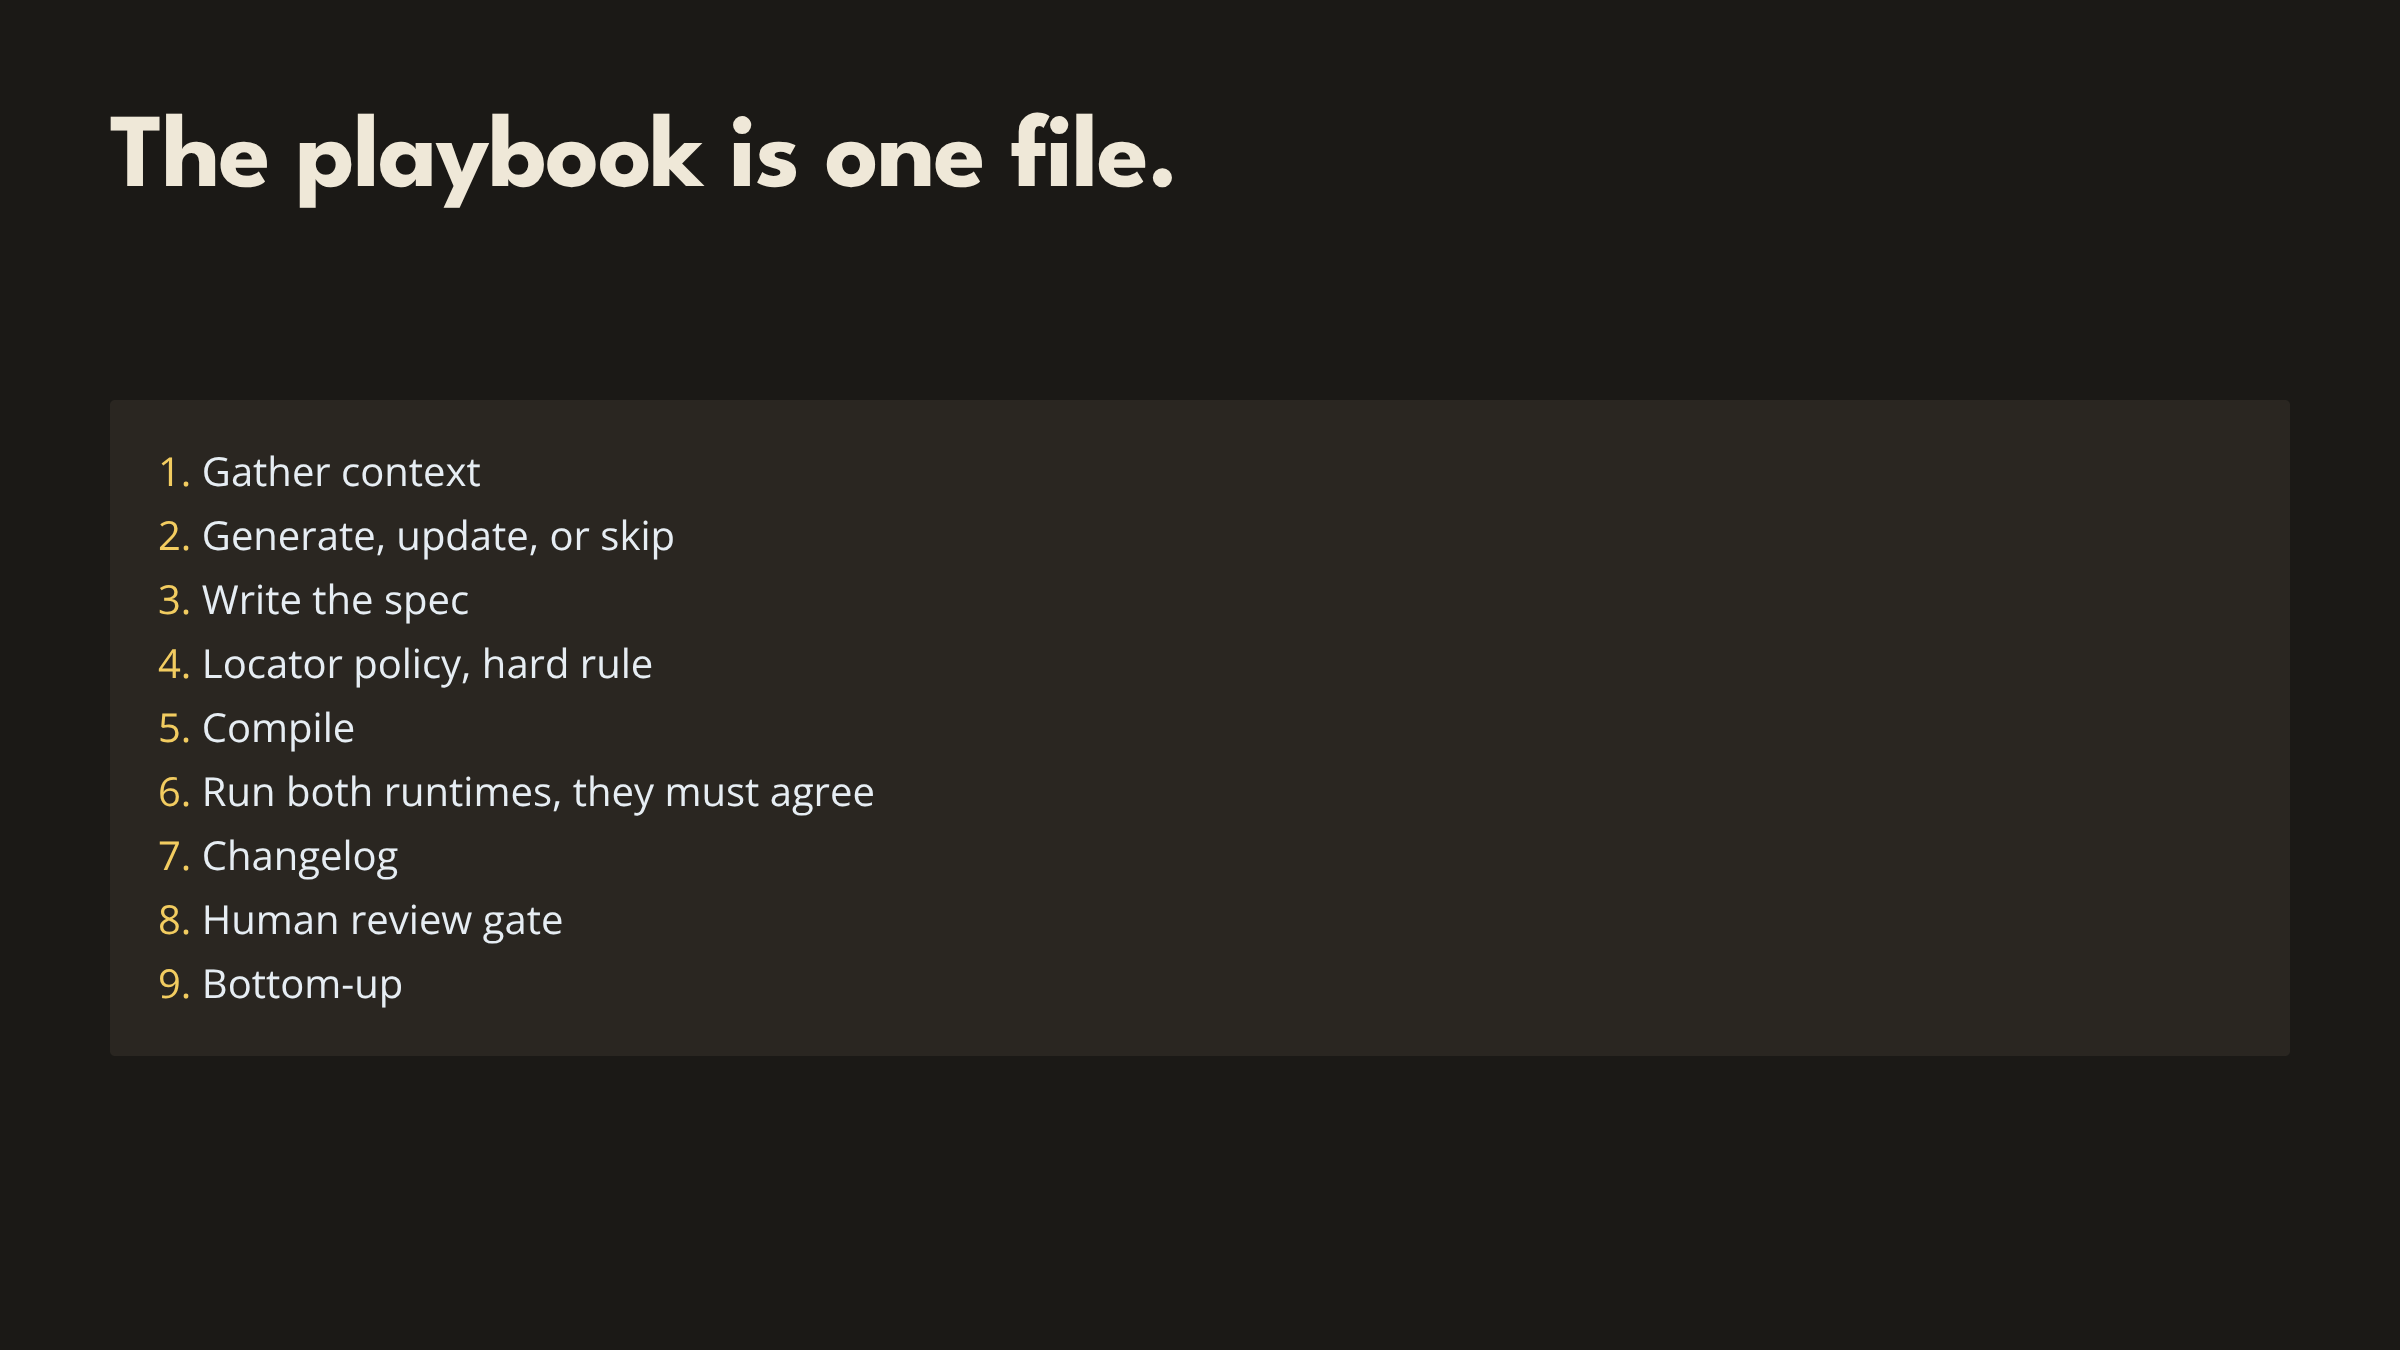 The playbook is one file.
1. Gather context
2. Generate, update, or skip
3. Write the spec
4. Locator policy, hard rule
5. Compile
6. Run both runtimes, they must agree
7. Changelog
8. Human review gate
9. Bottom-up